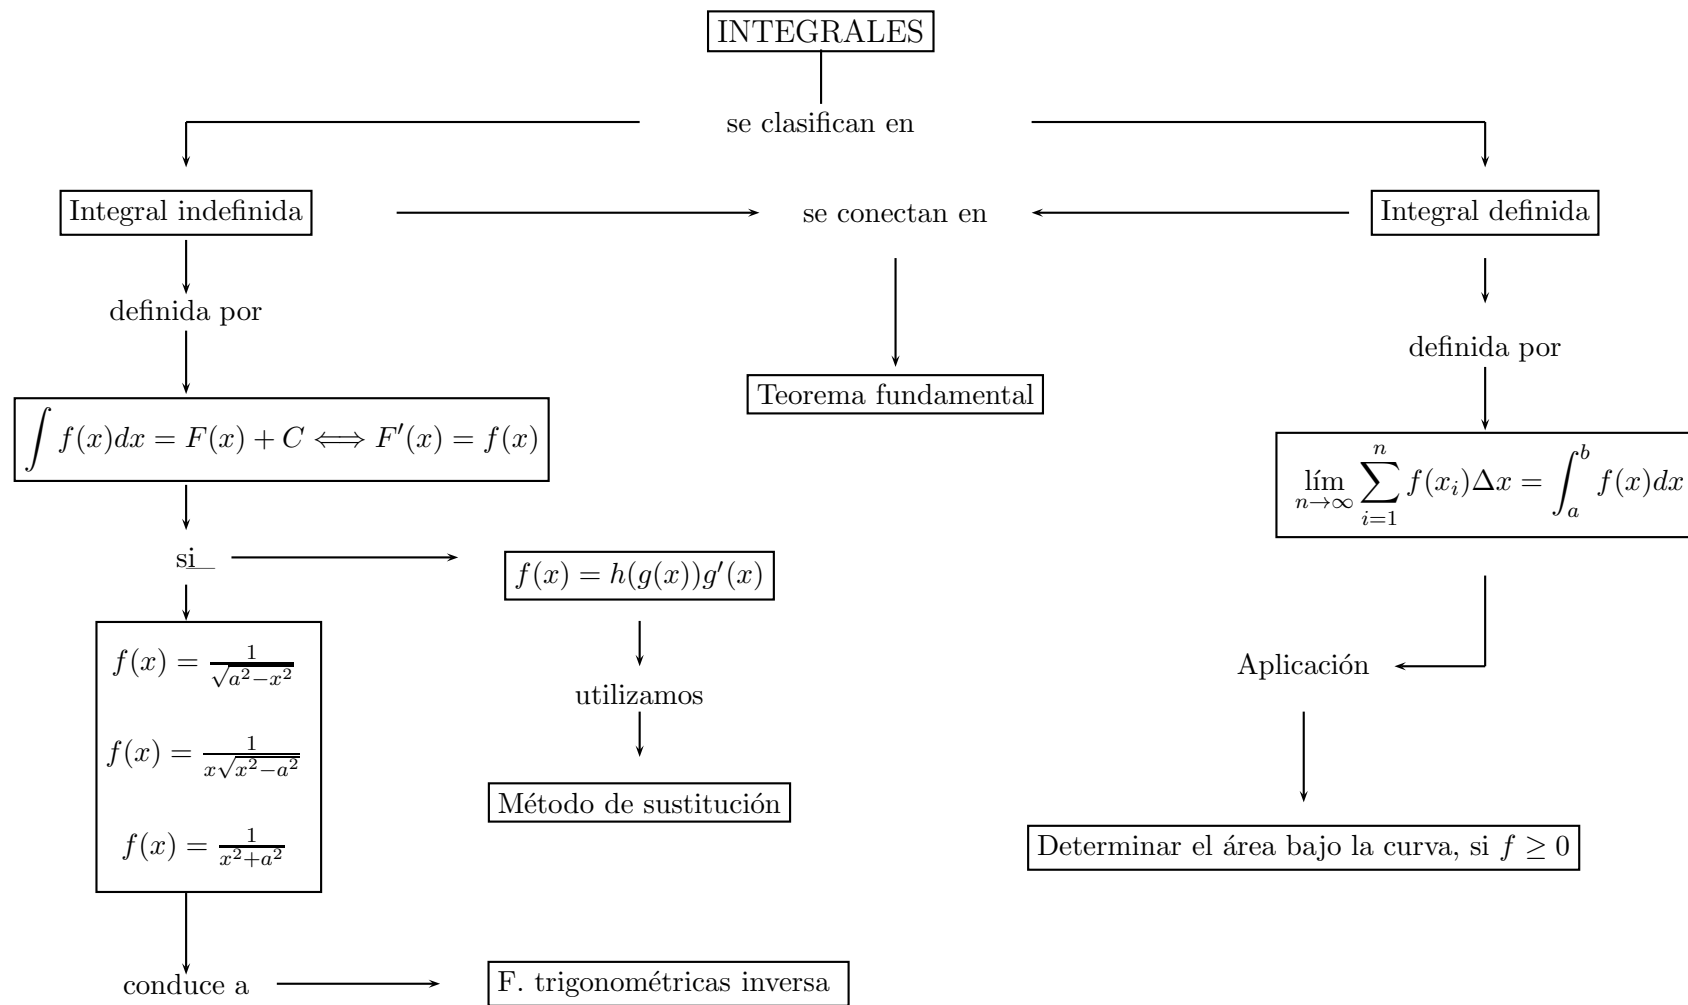 INTEGRALES
se clasifican en
Integral indefinida
se conectan en
Integral definida
definida por
definida por
Teorema fundamental
∫ f(x)dx = F(x) + C ⟺ F′(x) = f(x)
lím_{n→∞} ∑_{i=1}^{n} f(x_i)Δx = ∫_a^b f(x)dx
si_
f(x) = h(g(x))g′(x)
f(x) = 1/√(a²−x²)
Aplicación
utilizamos
f(x) = 1/(x√(x²−a²))
Método de sustitución
f(x) = 1/(x²+a²)
Determinar el área bajo la curva, si f ≥ 0
conduce a
F. trigonométricas inversa